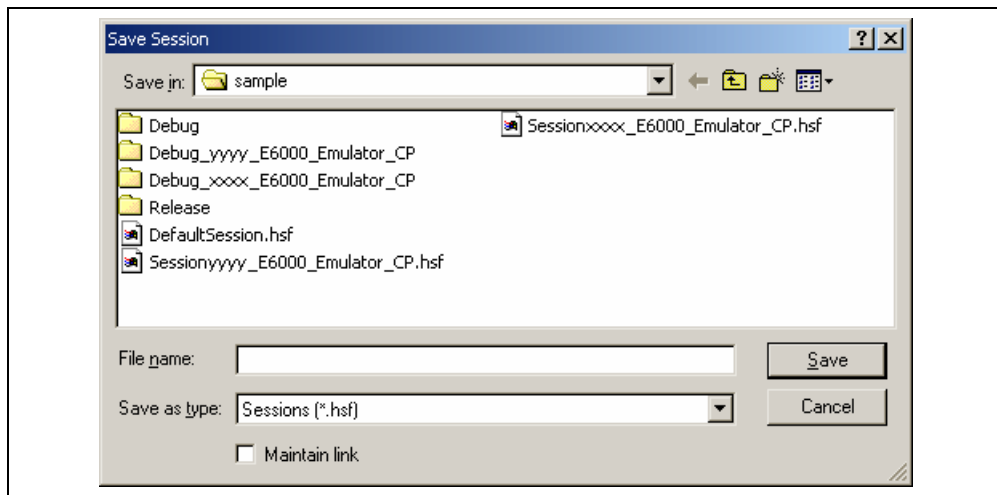 Save Session
Save in: sample
Debug
Debug_yyyy_E6000_Emulator_CP
Debug_xxxx_E6000_Emulator_CP
Release
DefaultSession.hsf
Sessionyyyy_E6000_Emulator_CP.hsf
Sessionxxxx_E6000_Emulator_CP.hsf
File name:
Save
Save as type: Sessions (*.hsf)
Cancel
Maintain link